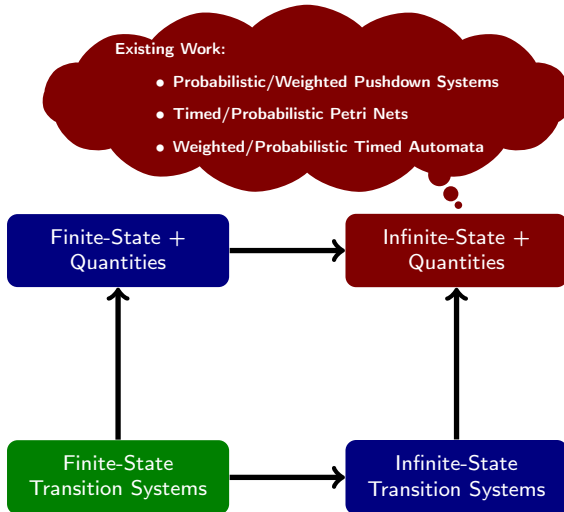 Existing Work:
• Probabilistic/Weighted Pushdown Systems
• Timed/Probabilistic Petri Nets
• Weighted/Probabilistic Timed Automata
Finite-State +
Quantities
Infinite-State +
Quantities
Finite-State
Transition Systems
Infinite-State
Transition Systems